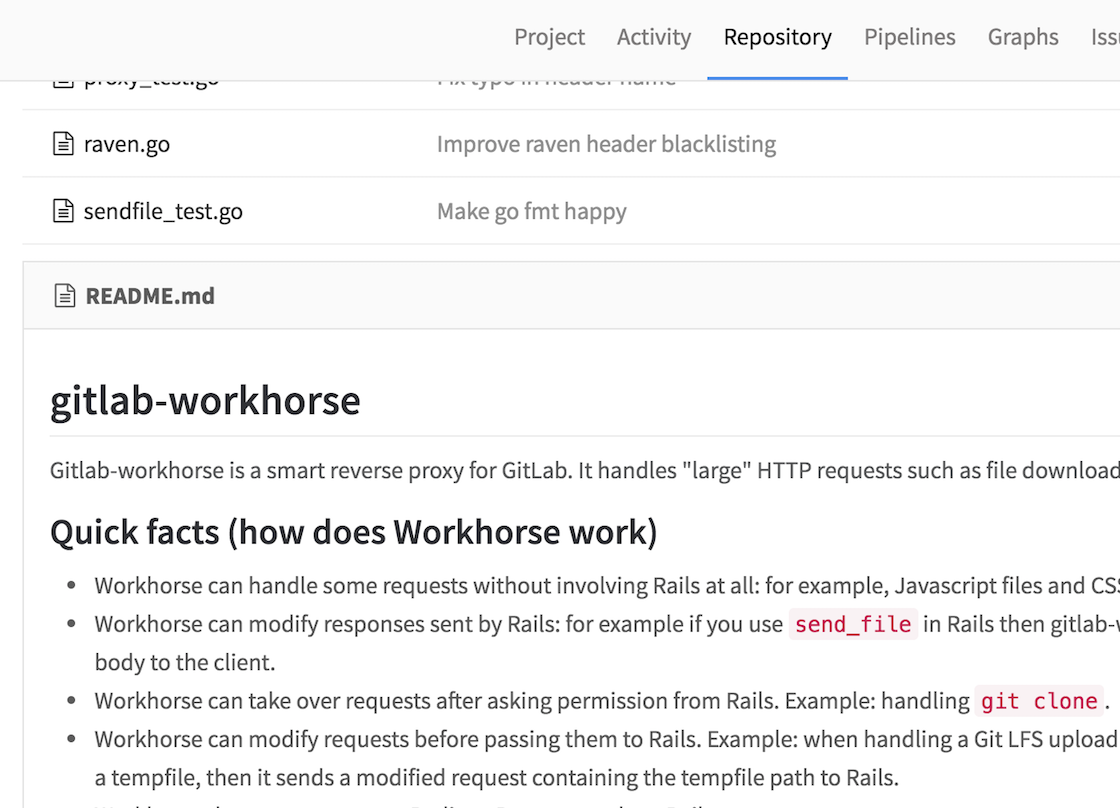 Project Activity Repository Pipelines Graphs
proxy_test.go Fix typo in header name
raven.go Improve raven header blacklisting
sendfile_test.go Make go fmt happy
README.md
gitlab-workhorse
Gitlab-workhorse is a smart reverse proxy for GitLab. It handles "large" HTTP requests such as file download
Quick facts (how does Workhorse work)
Workhorse can handle some requests without involving Rails at all: for example, Javascript files and CSS
Workhorse can modify responses sent by Rails: for example if you use send_file in Rails then gitlab-
body to the client.
Workhorse can take over requests after asking permission from Rails. Example: handling git clone.
Workhorse can modify requests before passing them to Rails. Example: when handling a Git LFS upload
a tempfile, then it sends a modified request containing the tempfile path to Rails.